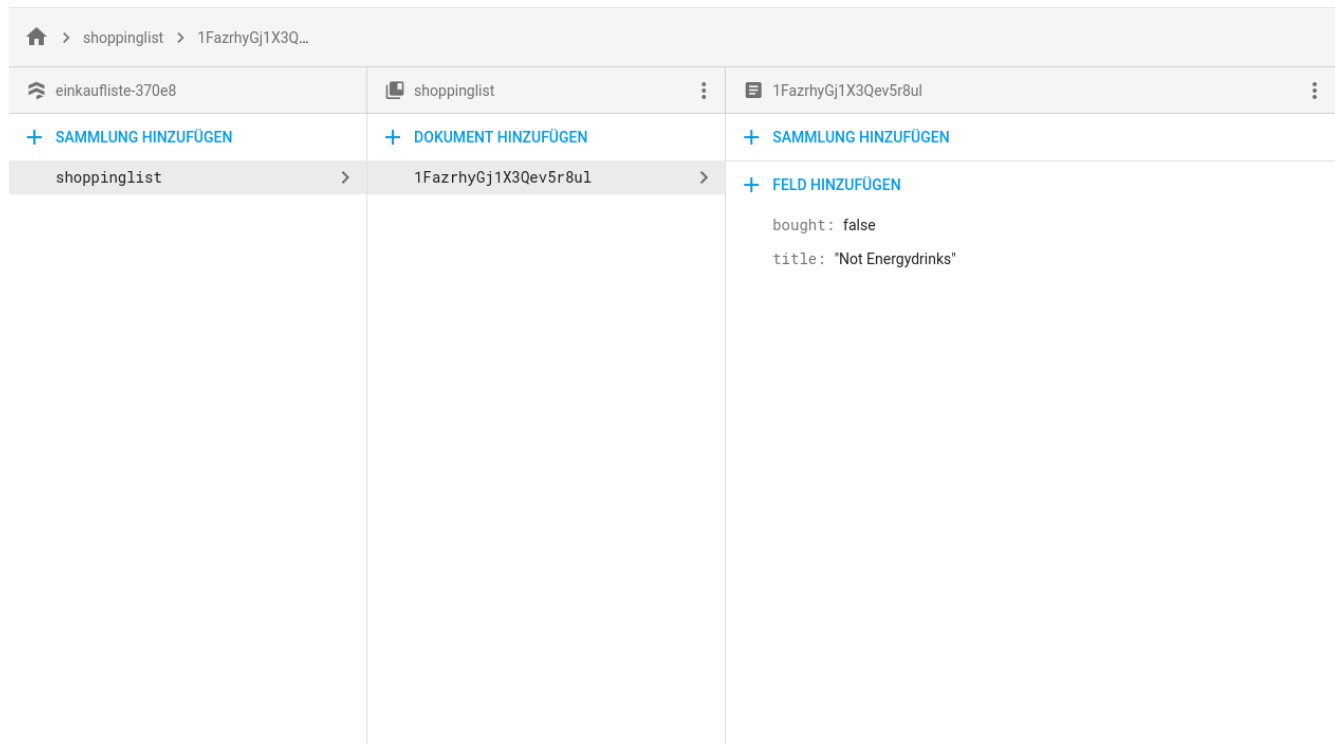 shoppinglist > 1FazrhyGj1X3Q...
einkaufliste-370e8
shoppinglist
1FazrhyGj1X3Qev5r8ul
+ SAMMLUNG HINZUFÜGEN
+ DOKUMENT HINZUFÜGEN
+ SAMMLUNG HINZUFÜGEN
shoppinglist
1FazrhyGj1X3Qev5r8ul
+ FELD HINZUFÜGEN
bought: false
title: "Not Energydrinks"